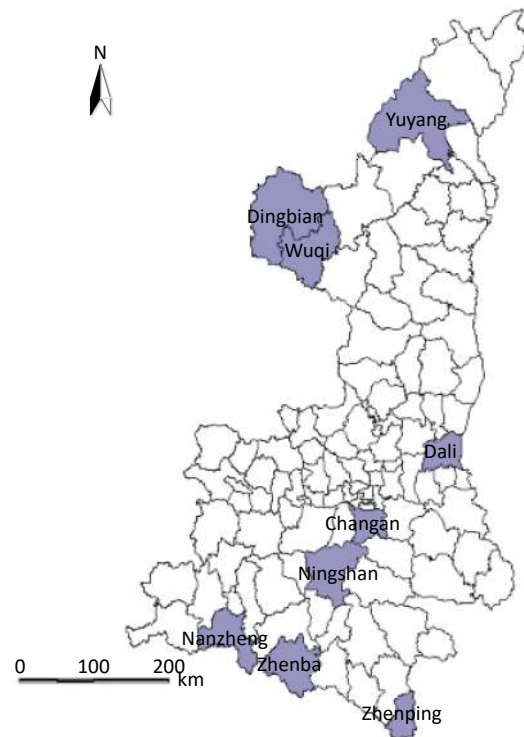 N
Yuyang
Dingbian
Wuqi
Dali
Changan
Ningshan
Nanzheng
Zhenba
0 100 200
km
Zhenping